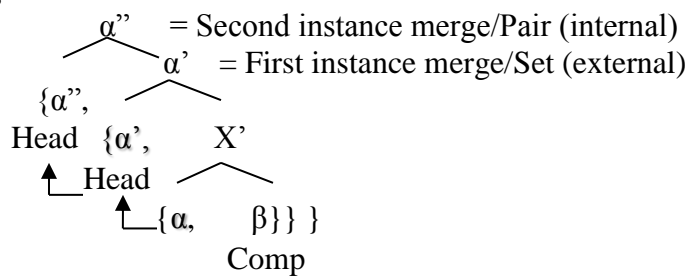 α” = Second instance merge/Pair (internal)
α’ = First instance merge/Set (external)
{α”,
Head {α’, X’
Head
{α, β}} }
Comp